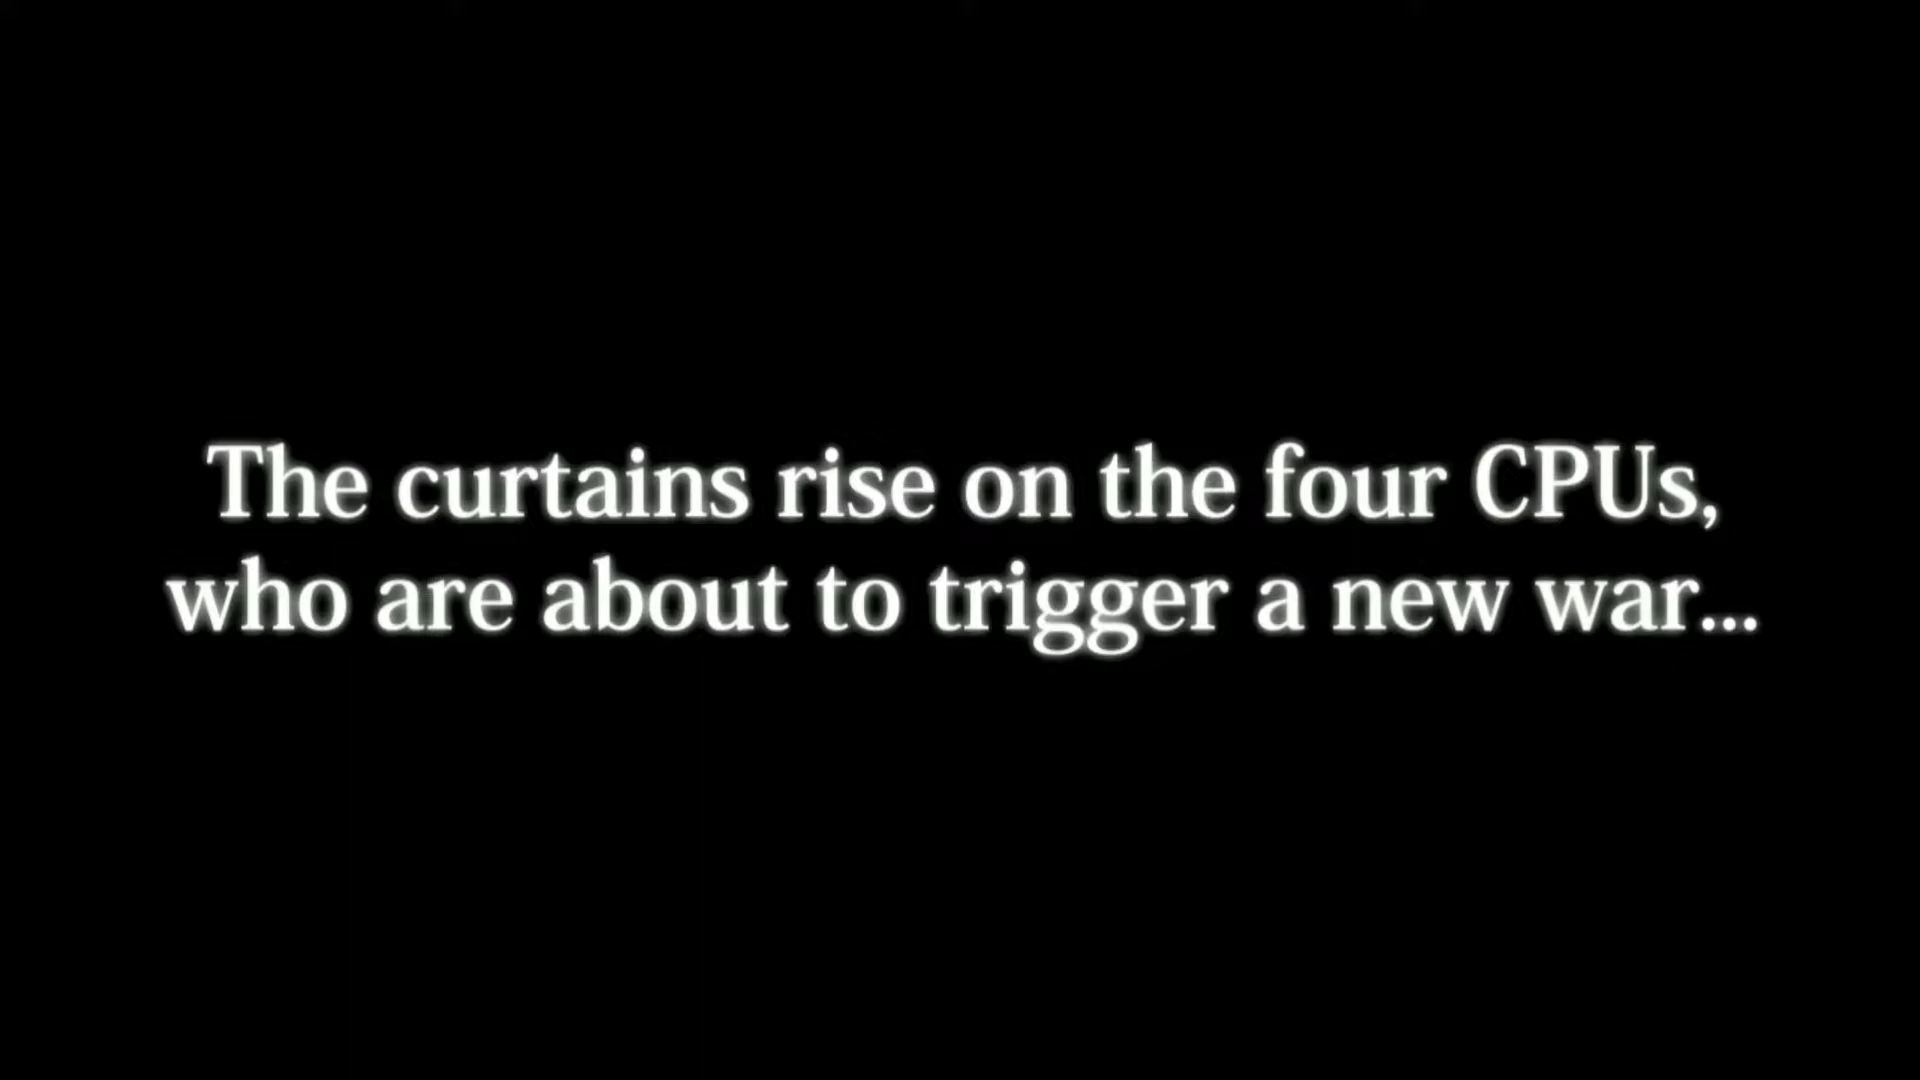 The curtains rise on the four CPUs,
who are about to trigger a new war...